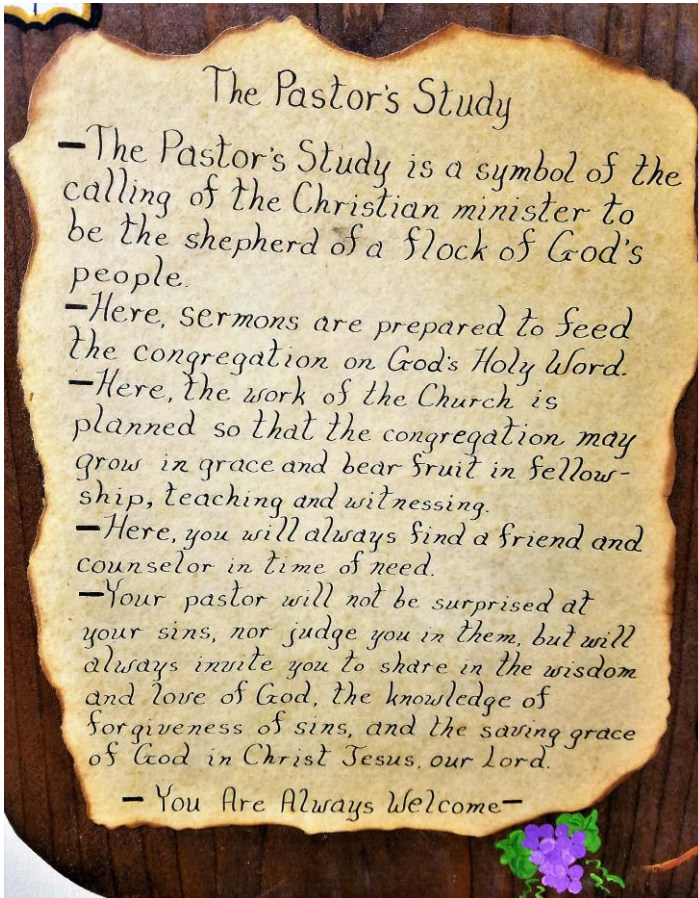 The Pastor's Study
—The Pastor's Study is a symbol of the
calling of the Christian minister to
be the shepherd of a flock of God's
people.
—Here, sermons are prepared to feed
the congregation on God's Holy Word.
—Here, the work of the Church is
planned so that the congregation may
grow in grace and bear fruit in fellow-
ship, teaching and witnessing.
—Here, you will always find a friend and
counselor in time of need.
—Your pastor will not be surprised at
your sins, nor judge you in them, but will
always invite you to share in the wisdom
and love of God, the knowledge of
forgiveness of sins, and the saving grace
of God in Christ Jesus, our Lord.
— You Are Always Welcome—